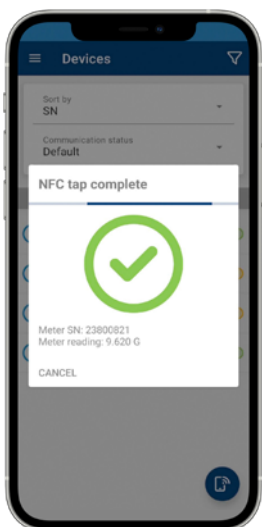 Devices
Sort by
SN
Communication status
Default
NFC tap complete
Meter SN: 23800821
Meter reading: 9.620 G
CANCEL